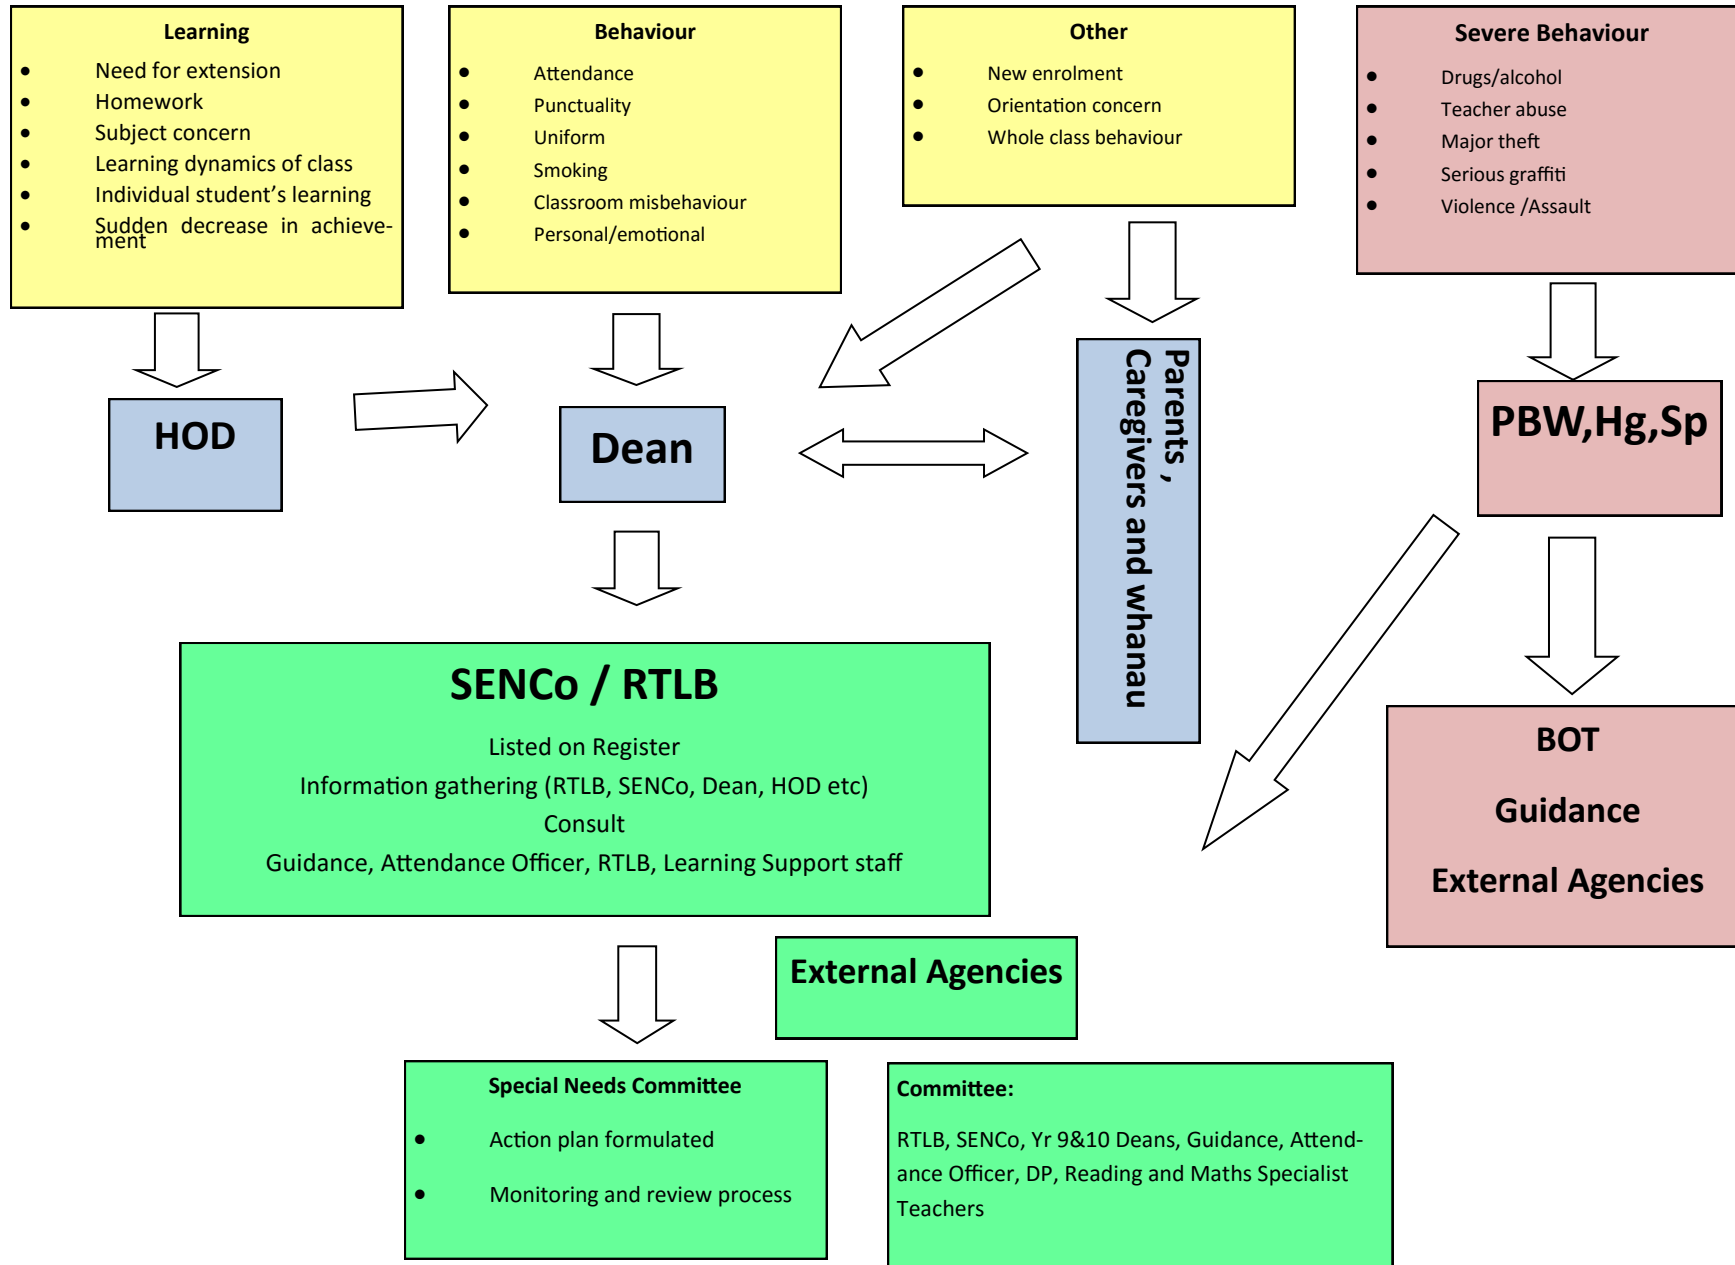 Learning
• Need for extension
• Homework
• Subject concern
• Learning dynamics of class
• Individual student’s learning
• Sudden decrease in achieve-
ment
Behaviour
• Attendance
• Punctuality
• Uniform
• Smoking
• Classroom misbehaviour
• Personal/emotional
Other
• New enrolment
• Orientation concern
• Whole class behaviour
Severe Behaviour
• Drugs/alcohol
• Teacher abuse
• Major theft
• Serious graffiti
• Violence /Assault
HOD
Dean
Parents ,
Caregivers and whanau
PBW,Hg,Sp
SENCo / RTLB
Listed on Register
Information gathering (RTLB, SENCo, Dean, HOD etc)
Consult
Guidance, Attendance Officer, RTLB, Learning Support staff
BOT
Guidance
External Agencies
External Agencies
Special Needs Committee
• Action plan formulated
• Monitoring and review process
Committee:
RTLB, SENCo, Yr 9&10 Deans, Guidance, Attend-
ance Officer, DP, Reading and Maths Specialist
Teachers